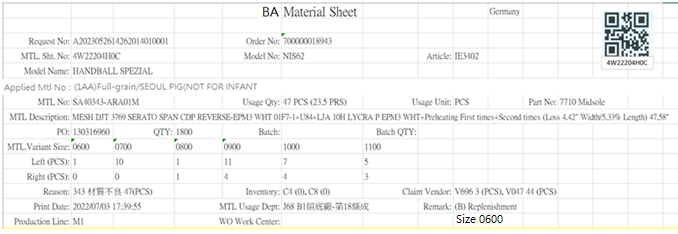 BA Material Sheet Germany
Request No: A2023052614262014010001 Order No: 700000018943
MTL. Sht. No: 4W22204H0C Model No: NIS62 Article: IE3402 4W22204H0C
Model Name: HANDBALL SPEZIAL
Applied Mtl No : (1AA)Full-grain/SEOUL PIG(NOT FOR INFANT
MTL No: SA40343-ARA01M Usage Qty: 47 PCS (23.5 PRS) Usage Unit: PCS Part No: 7710 Midsole
MTL Description: MESH DJT 3769 SERATO SPAN CDP REVERSE-EPM3 WHT 01F7-1+U84+LJA 10H LYCRA P EPM3 WHT+Preheating First times+Second times (Loss 4.42" Width/5.33% Length) 47.58"
PO: 130316960 QTY: 1800 Batch: Batch QTY:
MTL.Variant Size: 0600 0700 0800 0900 1000 1100
Left (PCS): 1 10 1 11 7 5
Right (PCS): 0 0 1 4 4 3
Reason: 343 材質不良 47(PCS) Inventory: C4 (0), C8 (0) Claim Vendor: V696 3 (PCS), V047 44 (PCS)
Print Date: 2022/07/03 17:39:55 MTL Usage Dept: J68 B1組底廠-第18條成 Remark: (B) Replenishment
Production Line: M1 WO Work Center: Size 0600